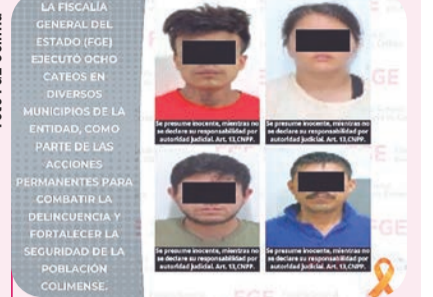 LA FISCALÍA
GENERAL DEL
ESTADO (FGE)
EJECUTÓ OCHO
CATEOS EN
DIVERSOS
MUNICIPIOS DE LA
ENTIDAD, COMO
PARTE DE LAS
ACCIONES
PERMANENTES PARA
COMBATIR LA
DELINCUENCIA Y
FORTALECER LA
SEGURIDAD DE LA
POBLACIÓN
COLIMENSE.
Se presume inocente, mientras no
se declare su responsabilidad por
autoridad judicial. Art. 13,CNPP.
Se presume inocente, mientras no
se declare su responsabilidad por
autoridad judicial. Art. 13,CNPP.
Se presume inocente, mientras no
se declare su responsabilidad por
autoridad judicial. Art. 13,CNPP.
Se presume inocente, mientras no
se declare su responsabilidad por
autoridad judicial. Art. 13,CNPP.
FGE
FGE